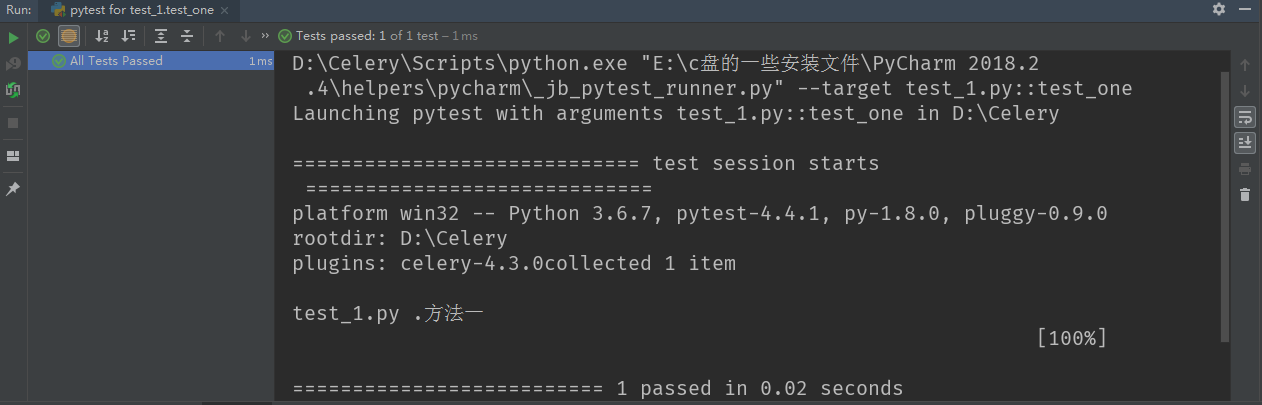 Run: pytest for test_1.test_one ×
Tests passed: 1 of 1 test – 1 ms
All Tests Passed 1 ms
D:\Celery\Scripts\python.exe "E:\c盘的一些安装文件\PyCharm 2018.2
.4\helpers\pycharm\_jb_pytest_runner.py" --target test_1.py::test_one
Launching pytest with arguments test_1.py::test_one in D:\Celery
============================= test session starts
=============================
platform win32 -- Python 3.6.7, pytest-4.4.1, py-1.8.0, pluggy-0.9.0
rootdir: D:\Celery
plugins: celery-4.3.0collected 1 item
test_1.py .方法一
[100%]
========================== 1 passed in 0.02 seconds